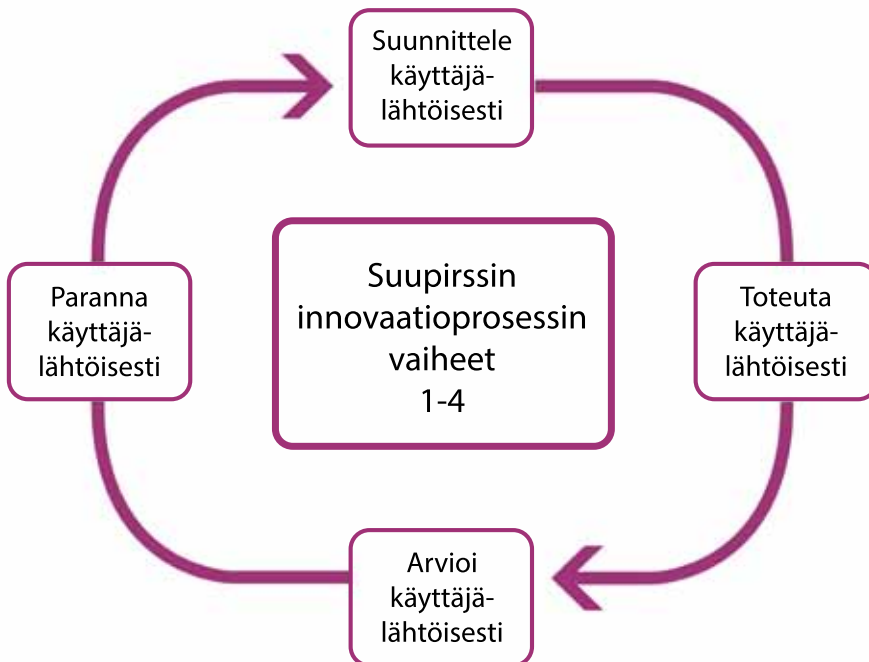 Suunnittele
käyttäjä-
lähtöisesti
Paranna
käyttäjä-
lähtöisesti
Suupirssin
innovaatioprosessin
vaiheet
1-4
Toteuta
käyttäjä-
lähtöisesti
Arvioi
käyttäjä-
lähtöisesti